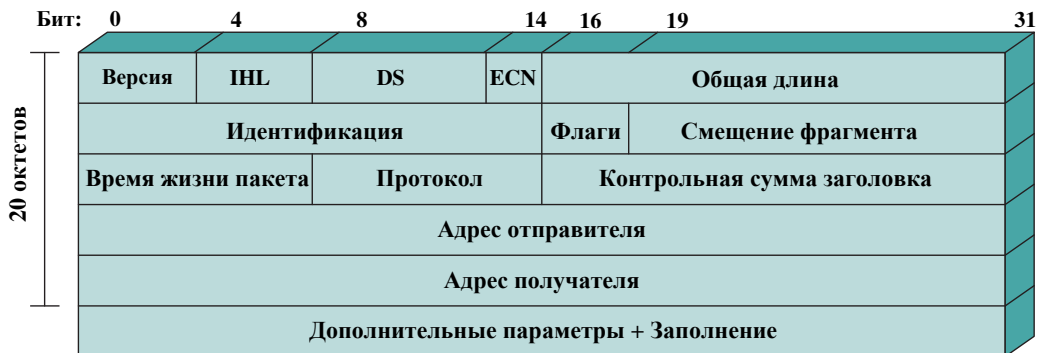 Бит: 0 4 8 14 16 19 31
Версия IHL DS ECN Общая длина
Идентификация Флаги Смещение фрагмента
Время жизни пакета Протокол Контрольная сумма заголовка
Адрес отправителя
Адрес получателя
Дополнительные параметры + Заполнение
20 октетов